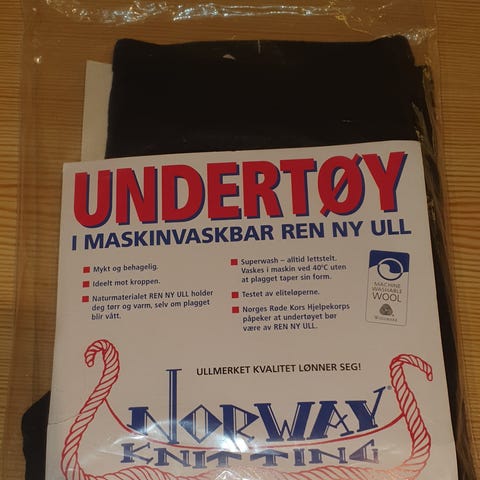 UNDERTØY
I MASKINVASKBAR REN NY ULL
Mykt og behagelig.
Ideelt mot kroppen.
Naturmaterialet REN NY ULL holder
deg tørr og varm, selv om plagget
blir vått.
Superwash – alltid lettstelt.
Vaskes i maskin ved 40°C uten
at plagget taper sin form.
Testet av eliteløperne.
Norges Røde Kors Hjelpekorps
påpeker at undertøyet bør
være av REN NY ULL.
MACHINE
WASHABLE
WOOL
WOOLMARK
ULLMERKET KVALITET LØNNER SEG!
NORWAY®
KNITTING